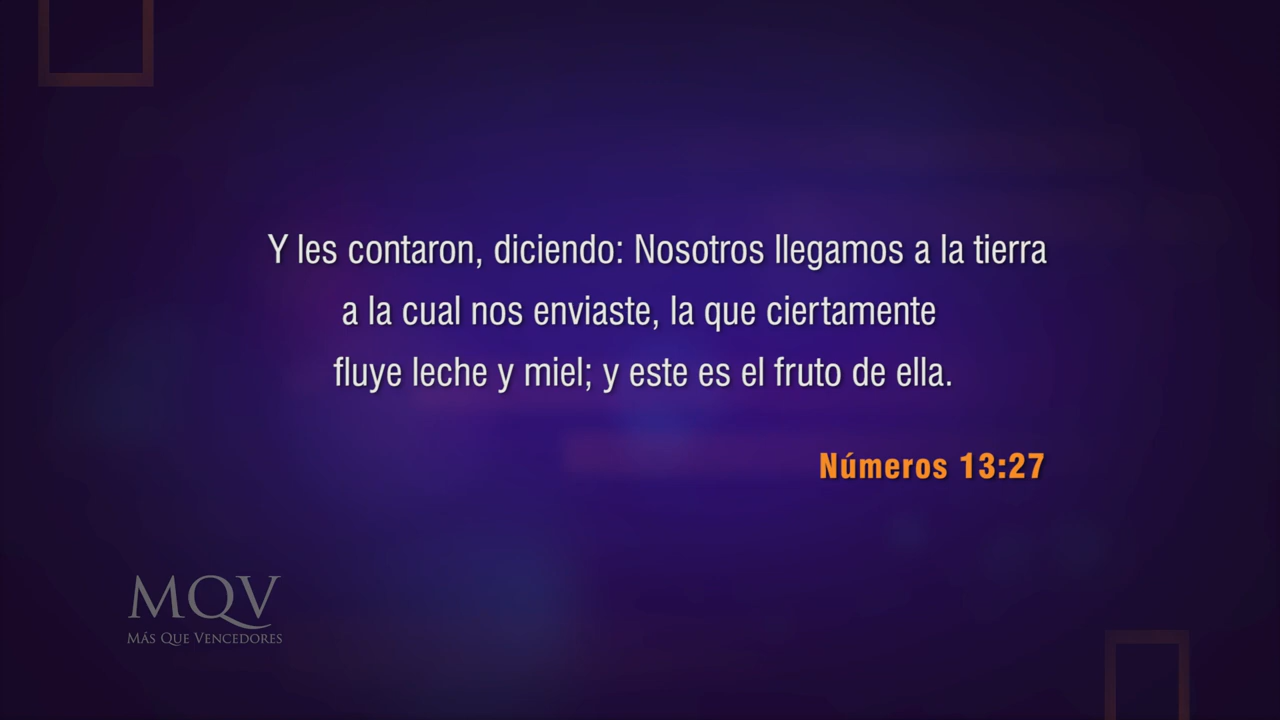 Y les contaron, diciendo: Nosotros llegamos a la tierra
a la cual nos enviaste, la que ciertamente
fluye leche y miel; y este es el fruto de ella.
Números 13:27
MQV
MÁS QUE VENCEDORES